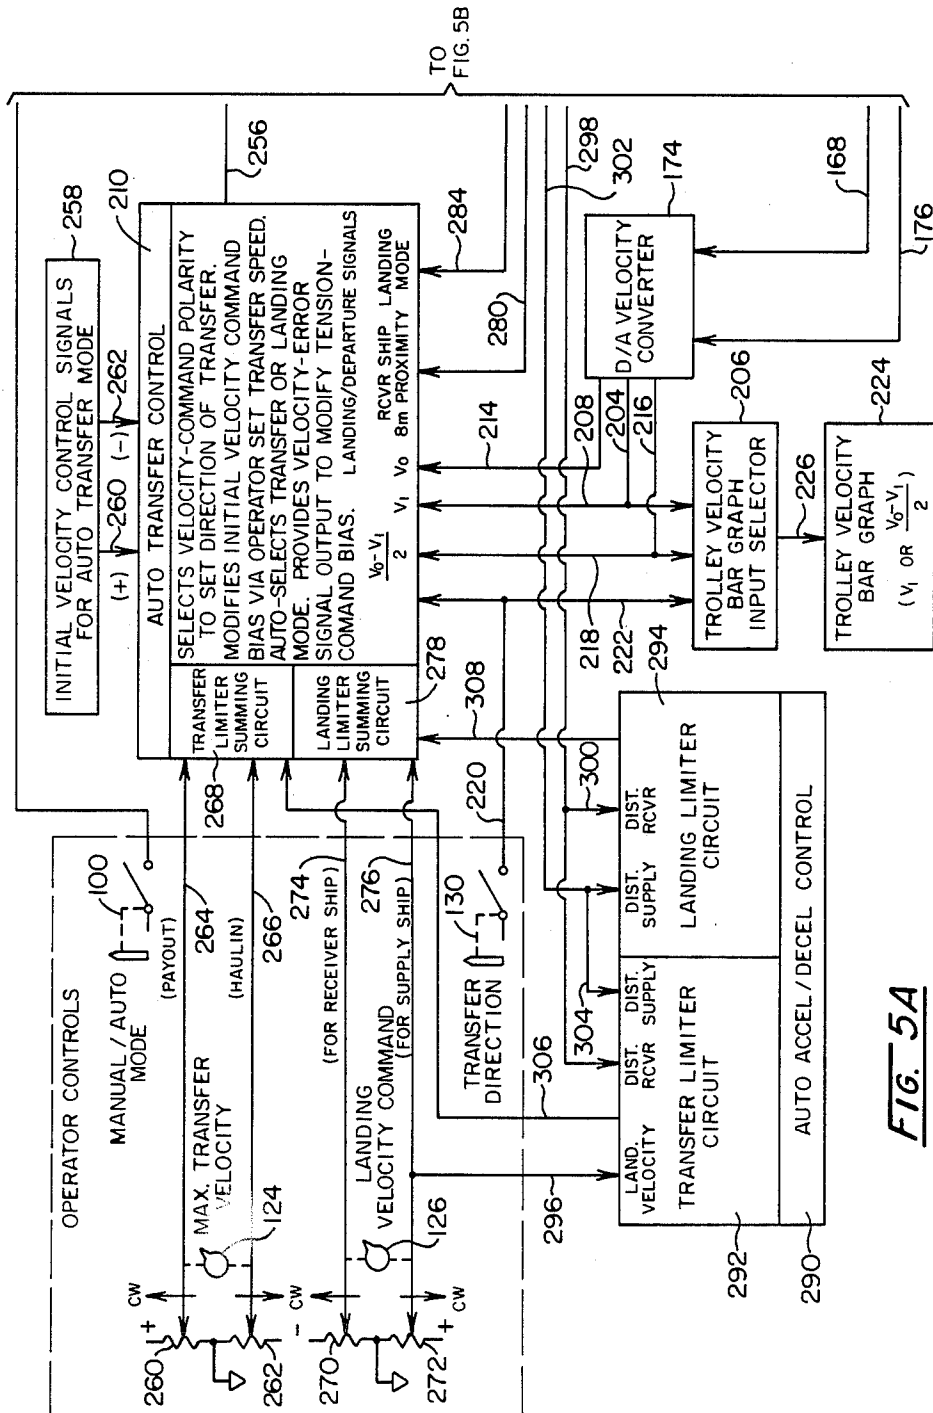 OPERATOR CONTROLS
MANUAL / AUTO
MODE
100
(PAYOUT)
264
MAX. TRANSFER
VELOCITY
124
(HAULIN)
266
CW
+
260
262
CW
−
270
272
+
CW
(FOR RECEIVER SHIP)
274
LANDING
VELOCITY COMMAND
126
(FOR SUPPLY SHIP)
276
TRANSFER
DIRECTION
130
220
INITIAL VELOCITY CONTROL SIGNALS
FOR AUTO TRANSFER MODE
258
(+)
260
262
(−)
210
AUTO TRANSFER CONTROL
SELECTS VELOCITY-COMMAND POLARITY
TO SET DIRECTION OF TRANSFER.
MODIFIES INITIAL VELOCITY COMMAND
BIAS VIA OPERATOR SET TRANSFER SPEED.
AUTO-SELECTS TRANSFER OR LANDING
MODE. PROVIDES VELOCITY-ERROR
SIGNAL OUTPUT TO MODIFY TENSION-
COMAND BIAS.
LANDING/DEPARTURE SIGNALS
RCVR SHIP LANDING
8m PROXIMITY MODE
V0-V1
2
V1
V0
TRANSFER
LIMITER
SUMMING
CIRCUIT
268
LANDING
LIMITER
SUMMING
CIRCUIT
278
256
TO
FIG. 5B
284
280
302
298
214
208
204
216
218
222
308
D/A VELOCITY
CONVERTER
174
168
176
TROLLEY VELOCITY
BAR GRAPH
INPUT SELECTOR
206
226
TROLLEY VELOCITY
BAR GRAPH
(V1 OR V0-V1
2 )
224
296
306
304
300
294
LAND.
VELOCITY
DIST.
RCVR
DIST.
SUPPLY
TRANSFER LIMITER
CIRCUIT
292
DIST.
SUPPLY
DIST.
RCVR
LANDING LIMITER
CIRCUIT
AUTO ACCEL/DECEL CONTROL
290
FIG. 5A